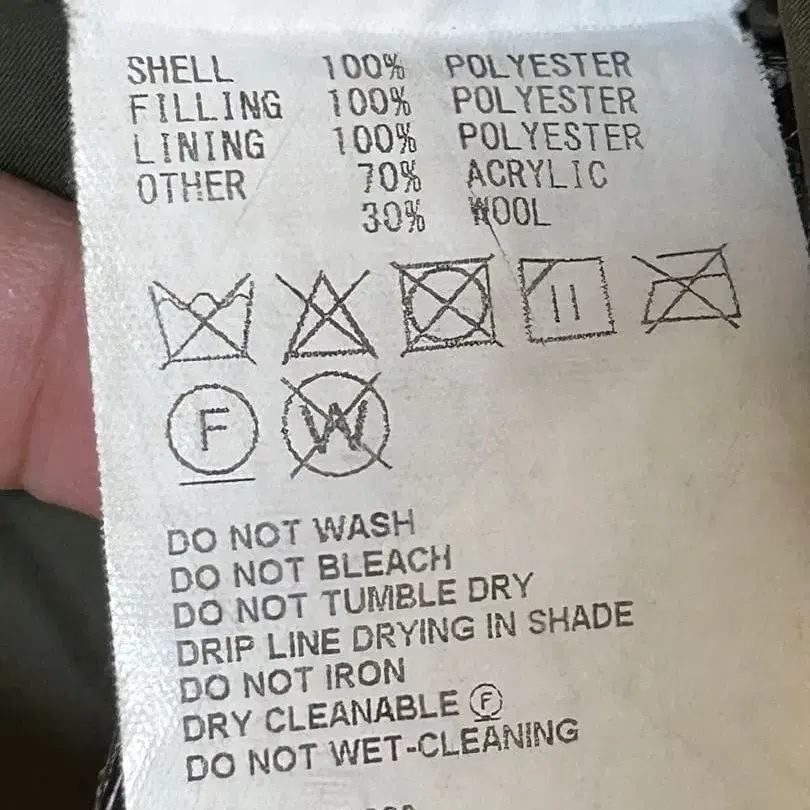 SHELL 100% POLYESTER
FILLING 100% POLYESTER
LINING 100% POLYESTER
OTHER 70% ACRYLIC
30% WOOL
F W
DO NOT WASH
DO NOT BLEACH
DO NOT TUMBLE DRY
DRIP LINE DRYING IN SHADE
DO NOT IRON
DRY CLEANABLE F
DO NOT WET-CLEANING